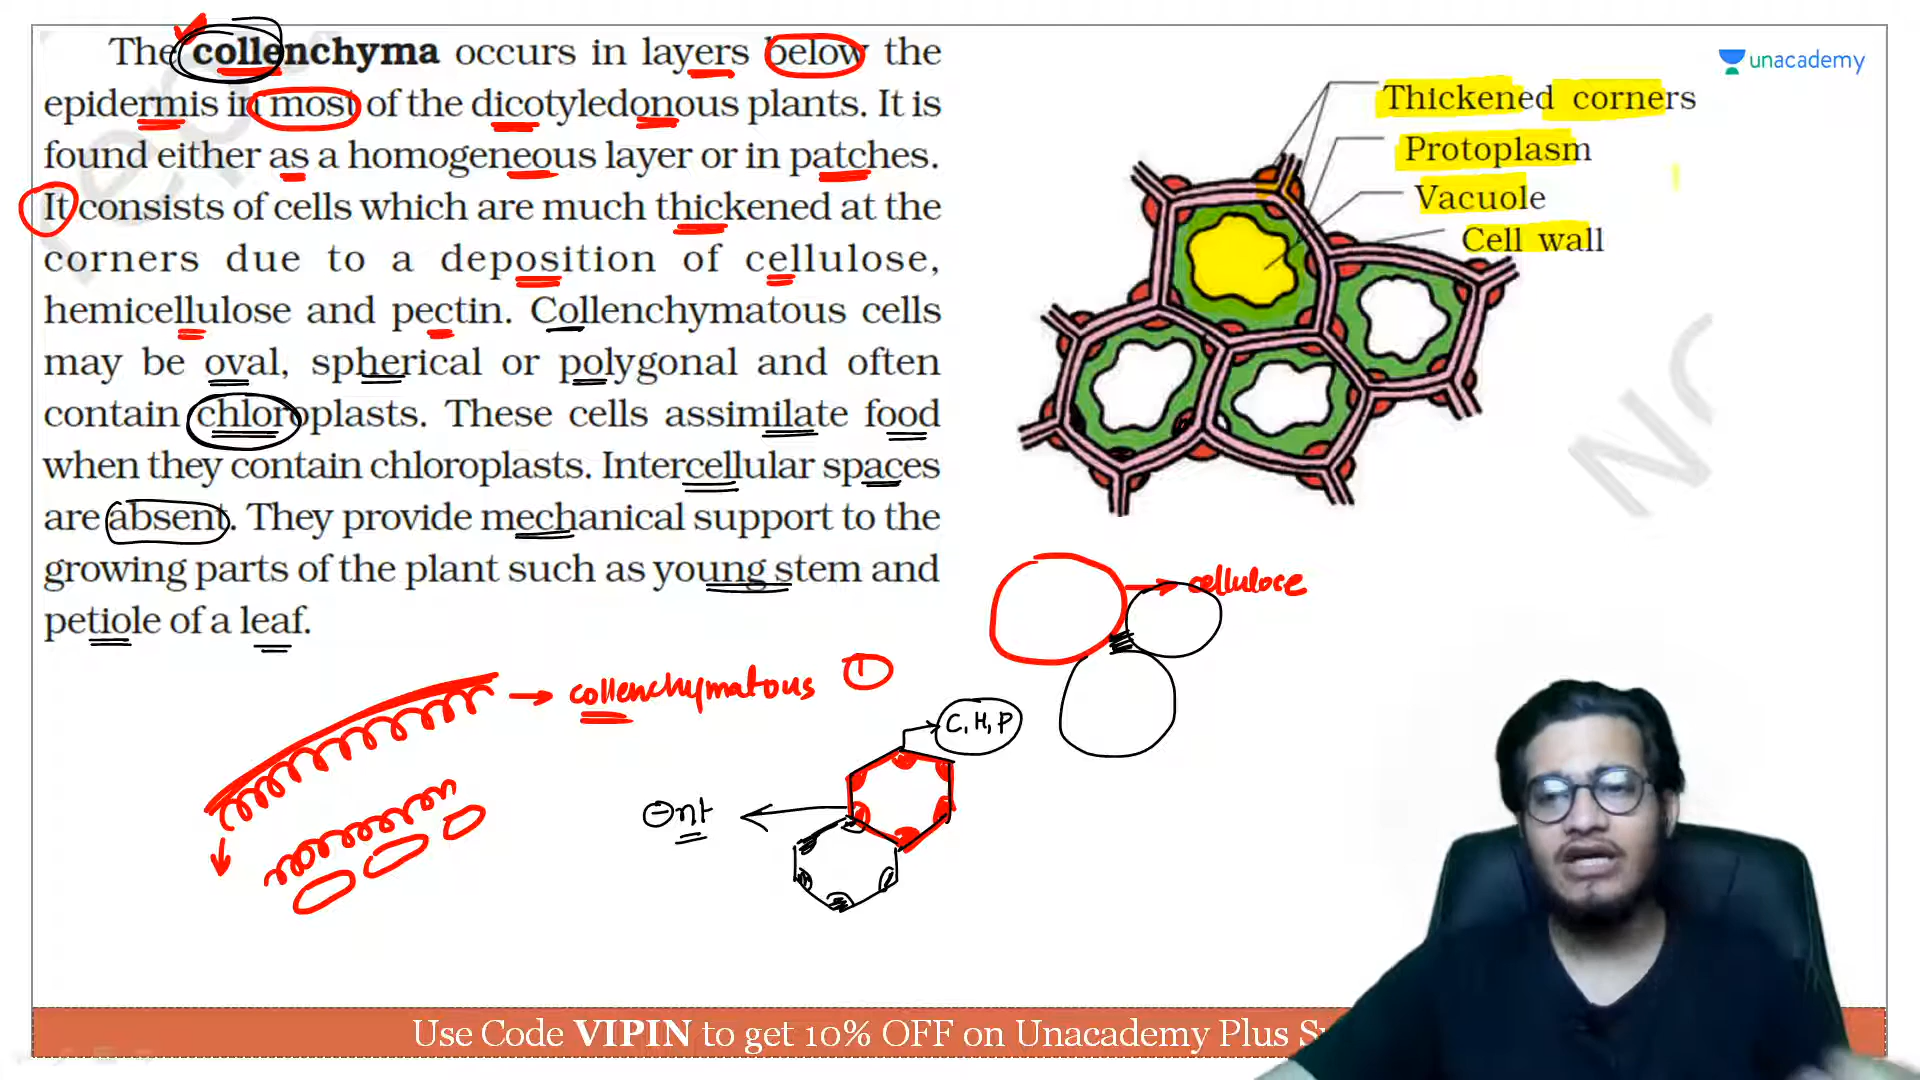 The collenchyma occurs in layers below the
epidermis in most of the dicotyledonous plants. It is
found either as a homogeneous layer or in patches.
It consists of cells which are much thickened at the
corners due to a deposition of cellulose,
hemicellulose and pectin. Collenchymatous cells
may be oval, spherical or polygonal and often
contain chloroplasts. These cells assimilate food
when they contain chloroplasts. Intercellular spaces
are absent. They provide mechanical support to the
growing parts of the plant such as young stem and
petiole of a leaf.
unacademy
Thickened corners
Protoplasm
Vacuole
Cell wall
cellulose
collenchymatous 1
C, H, P
Use Code VIPIN to get 10% OFF on Unacademy Plus